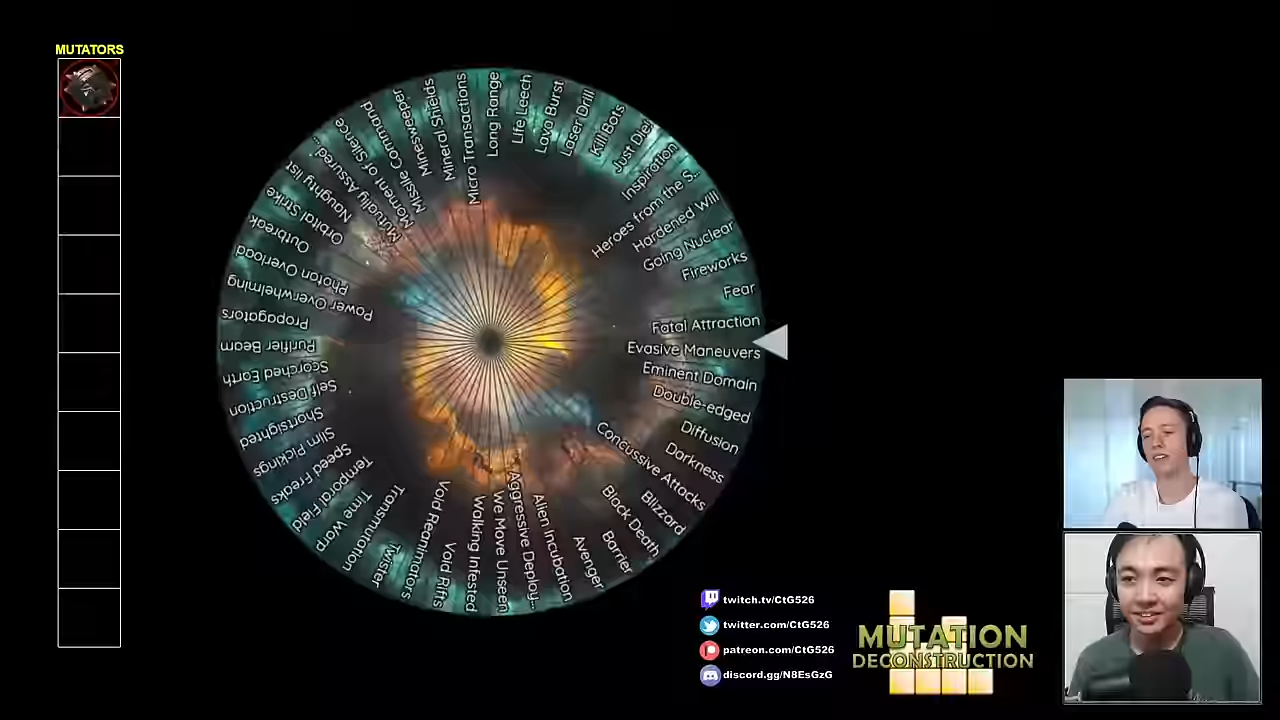 MUTATORS
Long Range
Life Leech
Lava Burst
Laser Drill
Kill Bots
Just Die!
Inspiration
Heroes from the S...
Hardened Will
Going Nuclear
Fireworks
Fear
Fatal Attraction
Evasive Maneuvers
Eminent Domain
Double-edged
Diffusion
Darkness
Concussive Attacks
Blizzard
Black Death
Barrier
Avenger
Alien Incubation
Aggressive Deploy...
We Move Unseen
Walking Infested
Void Rifts
Void Reanimators
Twister
Transmutation
Time Warp
Temporal Field
Speed Freaks
Slim Pickings
Shortsighted
Self Destruction
Scorched Earth
Purifier Beam
Propagators
Power Overwhelming
Photon Overload
Outbreak
Orbital Strike
Naughty list
Mutually Assured...
Moment of Silence
Missile Command
Minesweeper
Mineral Shields
Micro Transactions
twitch.tv/CtG526
twitter.com/CtG526
patreon.com/CtG526
discord.gg/N8EsGzG
MUTATION
DECONSTRUCTION